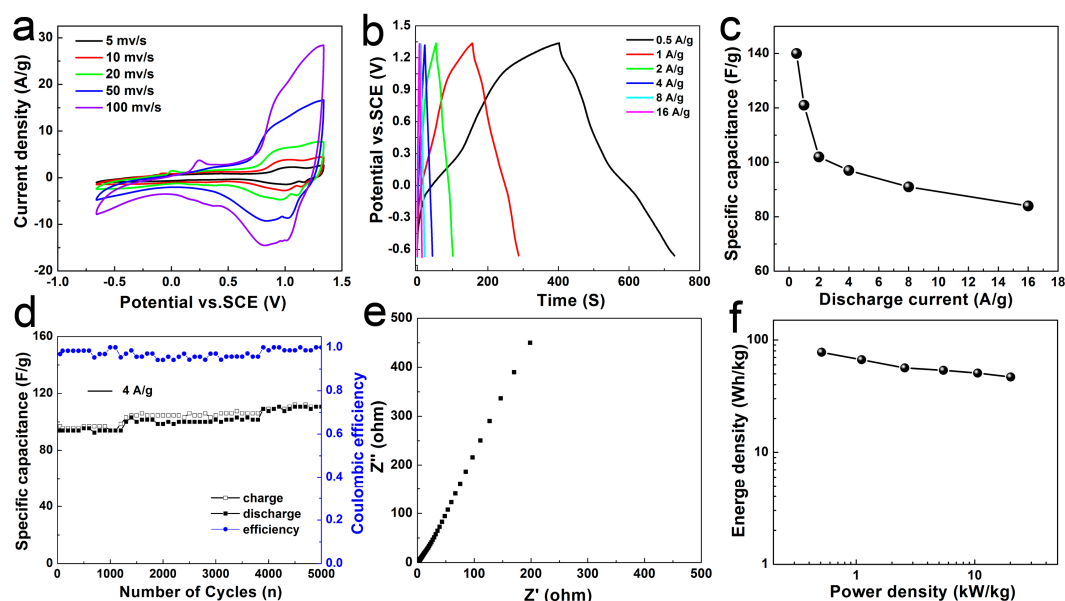 a
Current density (A/g)
30
25
20
15
10
5
0
-5
-10
-20
5 mv/s
10 mv/s
20 mv/s
50 mv/s
100 mv/s
-1.0 -0.5 0.0 0.5 1.0 1.5
Potential vs.SCE (V)
b
Potential vs.SCE (V)
1.5
1.2
0.9
0.6
0.3
0.0
-0.3
-0.6
0.5 A/g
1 A/g
2 A/g
4 A/g
8 A/g
16 A/g
0 100 200 300 400 500 600 700 800
Time (S)
c
Specific capacitance (F/g)
140
120
100
80
60
0 2 4 6 8 10 12 14 16 18
Discharge current (A/g)
d
Specific capacitance (F/g)
160
120
80
40
0
4 A/g
charge
discharge
efficiency
1.0
0.8
0.6
0.4
0.2
0.0
Coulombic efficiency
0 1000 2000 3000 4000 5000
Number of Cycles (n)
e
Z'' (ohm)
500
400
300
200
100
0
0 100 200 300 400 500
Z' (ohm)
f
Energe density (Wh/kg)
100
10
1
1 10
Power density (kW/kg)